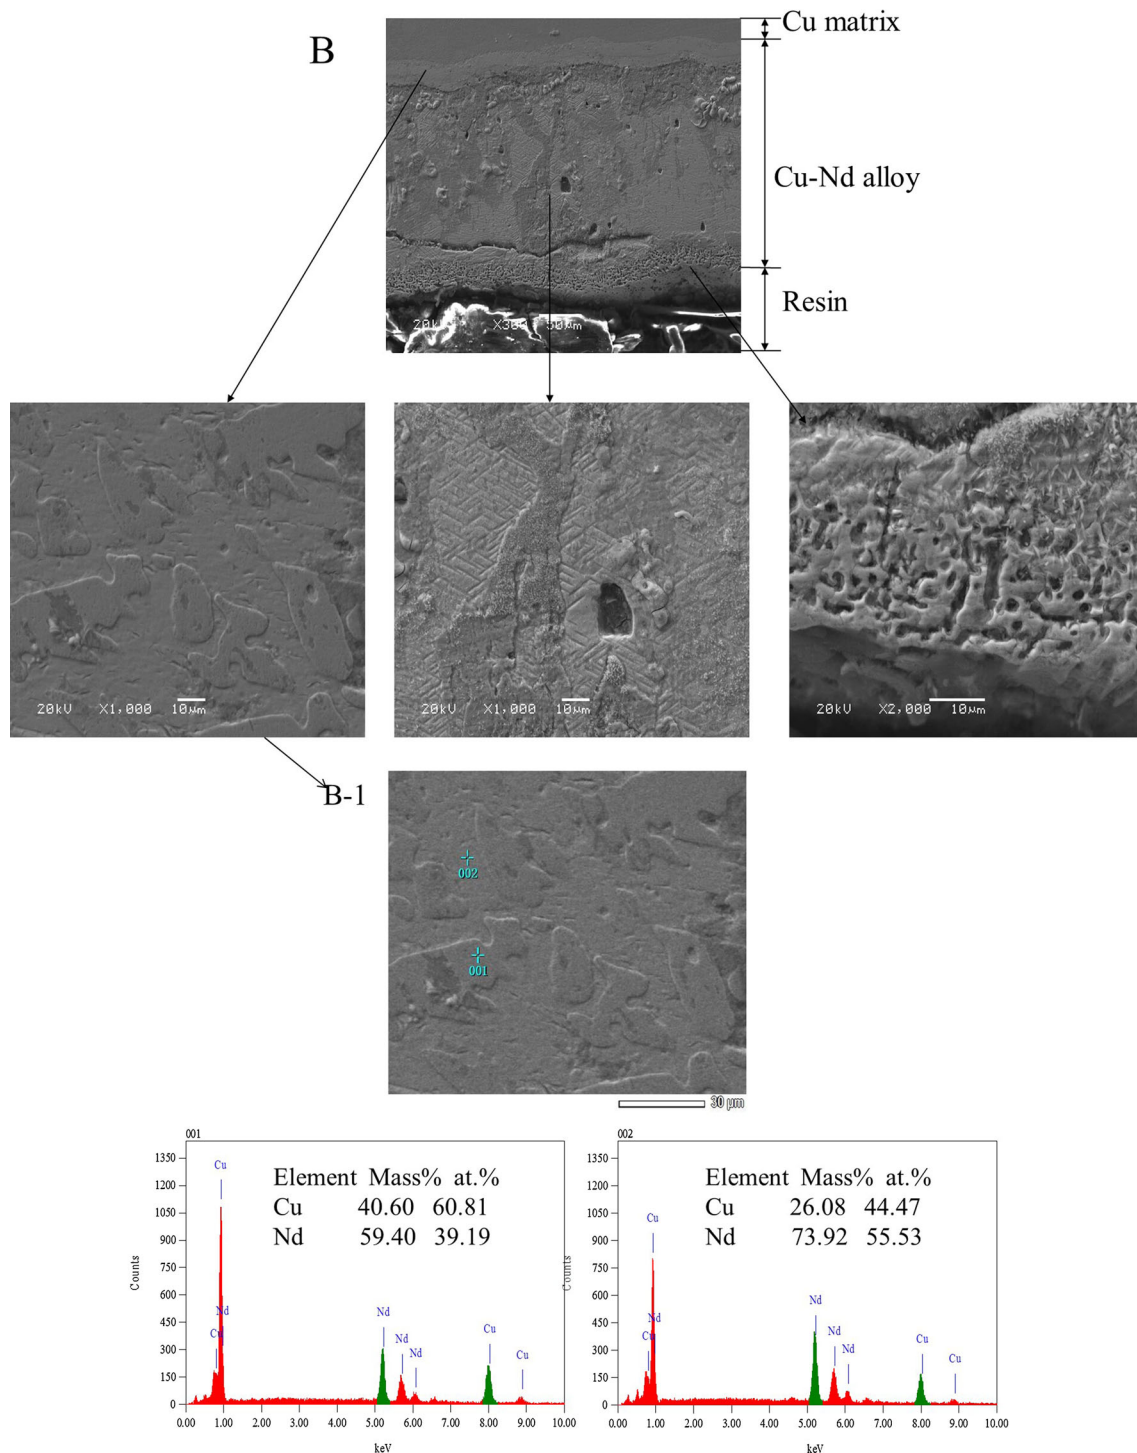 B
Cu matrix
Cu-Nd alloy
Resin
20kV X300 50μm
20kV X1,000 10μm
20kV X1,000 10μm
20kV X2,000 10μm
B-1
002
001
30 μm
001
Counts
1350
1200
1050
900
750
600
450
300
150
0
Cu
Nd
Cu
Nd
Nd
Nd
Cu
Cu
Element Mass% at.%
Cu 40.60 60.81
Nd 59.40 39.19
0.00 1.00 2.00 3.00 4.00 5.00 6.00 7.00 8.00 9.00 10.00
keV
002
Counts
1350
1200
1050
900
750
600
450
300
150
0
Cu
Nd
Cu
Nd
Nd
Nd
Cu
Cu
Element Mass% at.%
Cu 26.08 44.47
Nd 73.92 55.53
0.00 1.00 2.00 3.00 4.00 5.00 6.00 7.00 8.00 9.00 10.00
keV